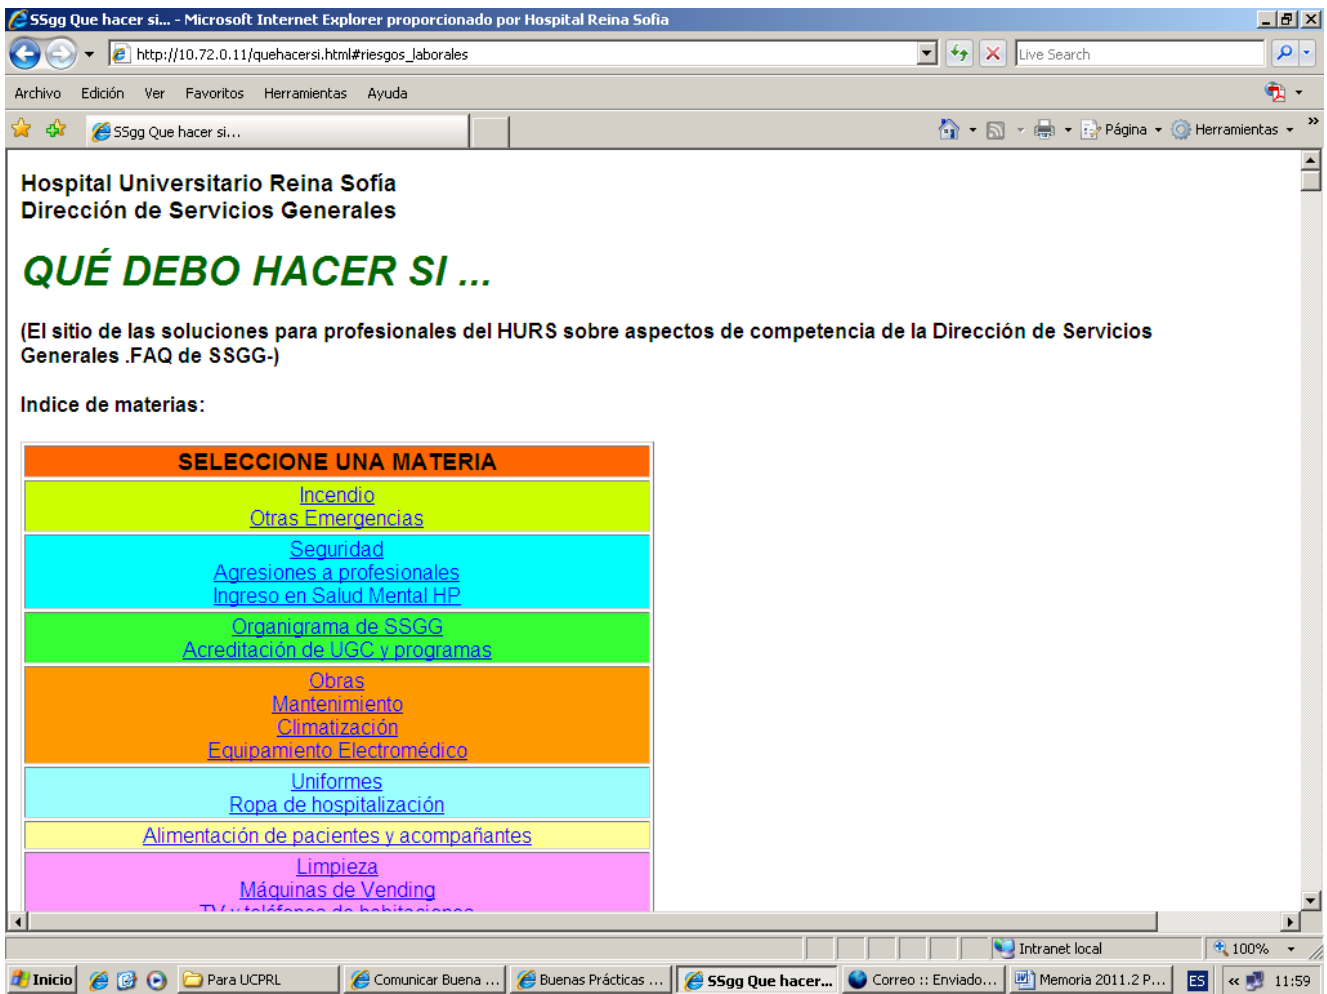 SSgg Que hacer si... - Microsoft Internet Explorer proporcionado por Hospital Reina Sofia
http://10.72.0.11/quehacersi.html#riesgos_laborales
Live Search
Archivo Edición Ver Favoritos Herramientas Ayuda
SSgg Que hacer si...
Página Herramientas
Hospital Universitario Reina Sofía
Dirección de Servicios Generales
QUÉ DEBO HACER SI ...
(El sitio de las soluciones para profesionales del HURS sobre aspectos de competencia de la Dirección de Servicios
Generales .FAQ de SSGG-)
Indice de materias:
SELECCIONE UNA MATERIA
Incendio
Otras Emergencias
Seguridad
Agresiones a profesionales
Ingreso en Salud Mental HP
Organigrama de SSGG
Acreditación de UGC y programas
Obras
Mantenimiento
Climatización
Equipamiento Electromédico
Uniformes
Ropa de hospitalización
Alimentación de pacientes y acompañantes
Limpieza
Máquinas de Vending
TV y teléfonos de habitaciones
Intranet local
100%
Inicio
Para UCPRL
Comunicar Buena ...
Buenas Prácticas ...
SSgg Que hacer...
Correo :: Enviado...
Memoria 2011.2 P...
ES
11:59